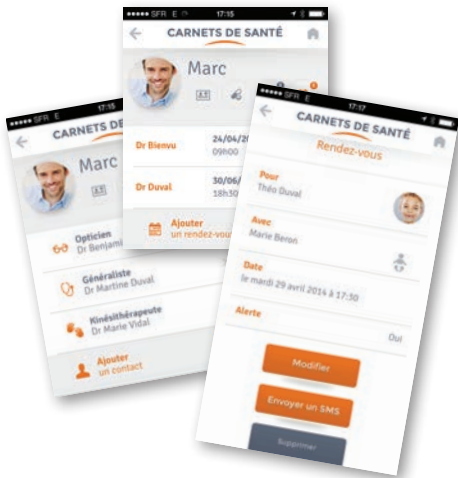 SFR E 17:15
CARNETS DE SANTÉ
Marc
Dr Bienvu
24/04/20
09h00
Dr Duval
30/06/
18h30
Ajouter
un rendez-vous
SFR E 17:15
CARNETS DE
Marc
Opticien
Dr Benjami
Généraliste
Dr Martine Duval
Kinésithérapeute
Dr Marie Vidal
Ajouter
un contact
SFR E 17:17
CARNETS DE SANTÉ
Rendez-vous
Pour
Théo Duval
Avec
Marie Beron
Date
le mardi 29 avril 2014 à 17:30
Alerte
Oui
Modifier
Envoyer un SMS
Supprimer